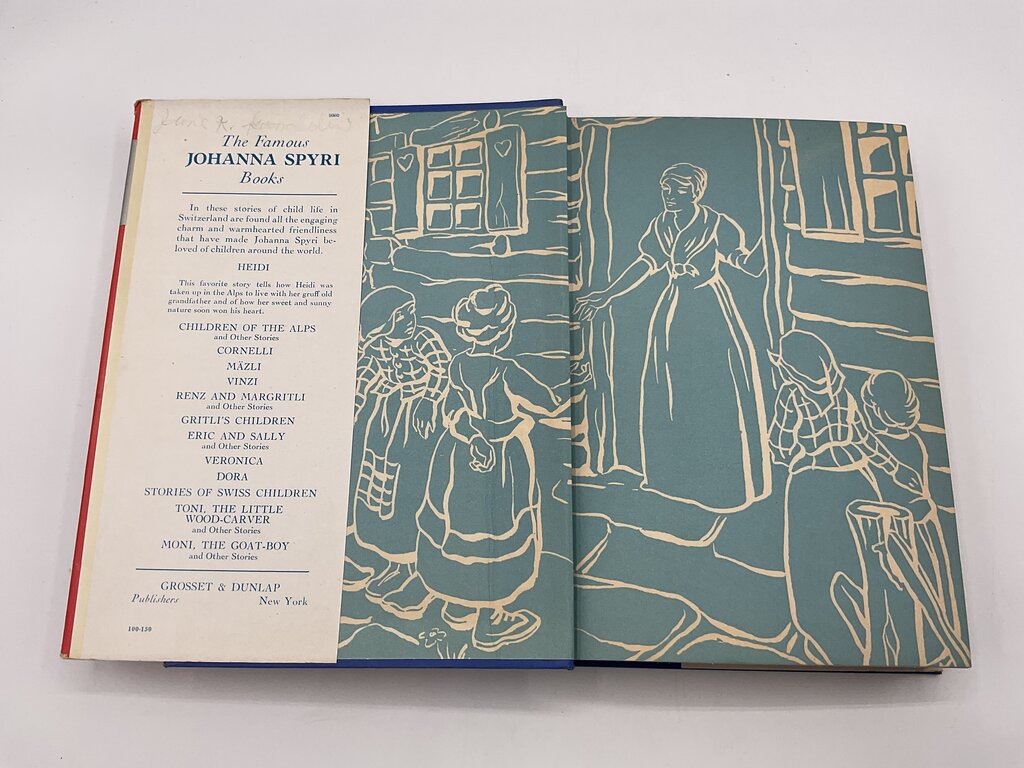 The Famous
JOHANNA SPYRI
Books
In these stories of child life in
Switzerland are found all the engaging
charm and warmhearted friendliness
that have made Johanna Spyri be-
loved of children around the world.
HEIDI
This favorite story tells how Heidi was
taken up in the Alps to live with her gruff old
grandfather and of how her sweet and sunny
nature soon won his heart.
CHILDREN OF THE ALPS
and Other Stories
CORNELLI
MÄZLI
VINZI
RENZ AND MARGRITLI
and Other Stories
GRITLI'S CHILDREN
ERIC AND SALLY
and Other Stories
VERONICA
DORA
STORIES OF SWISS CHILDREN
TONI, THE LITTLE
WOOD-CARVER
and Other Stories
MONI, THE GOAT-BOY
and Other Stories
GROSSET & DUNLAP
Publishers New York
100-150